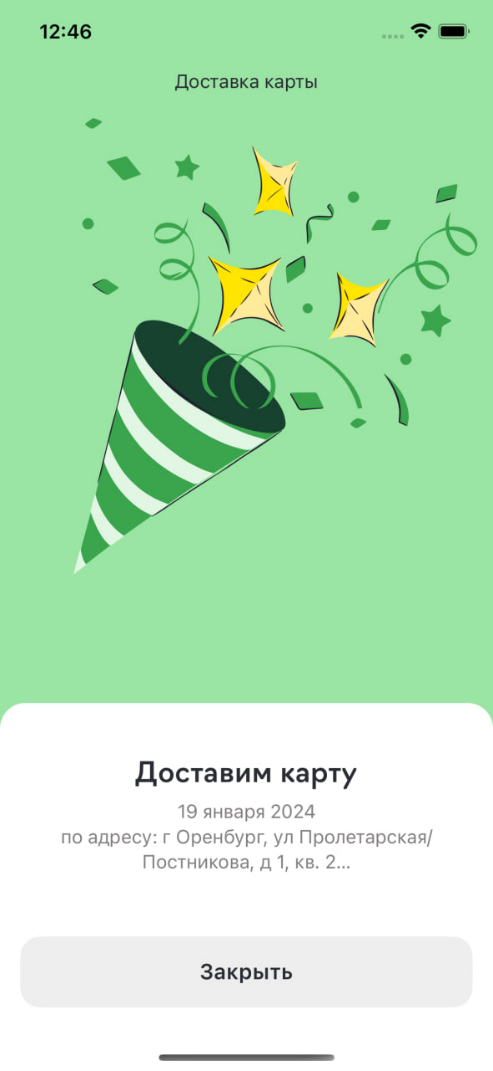 12:46
Доставка карты
Доставим карту
19 января 2024
по адресу: г Оренбург, ул Пролетарская/
Постникова, д 1, кв. 2...
Закрыть